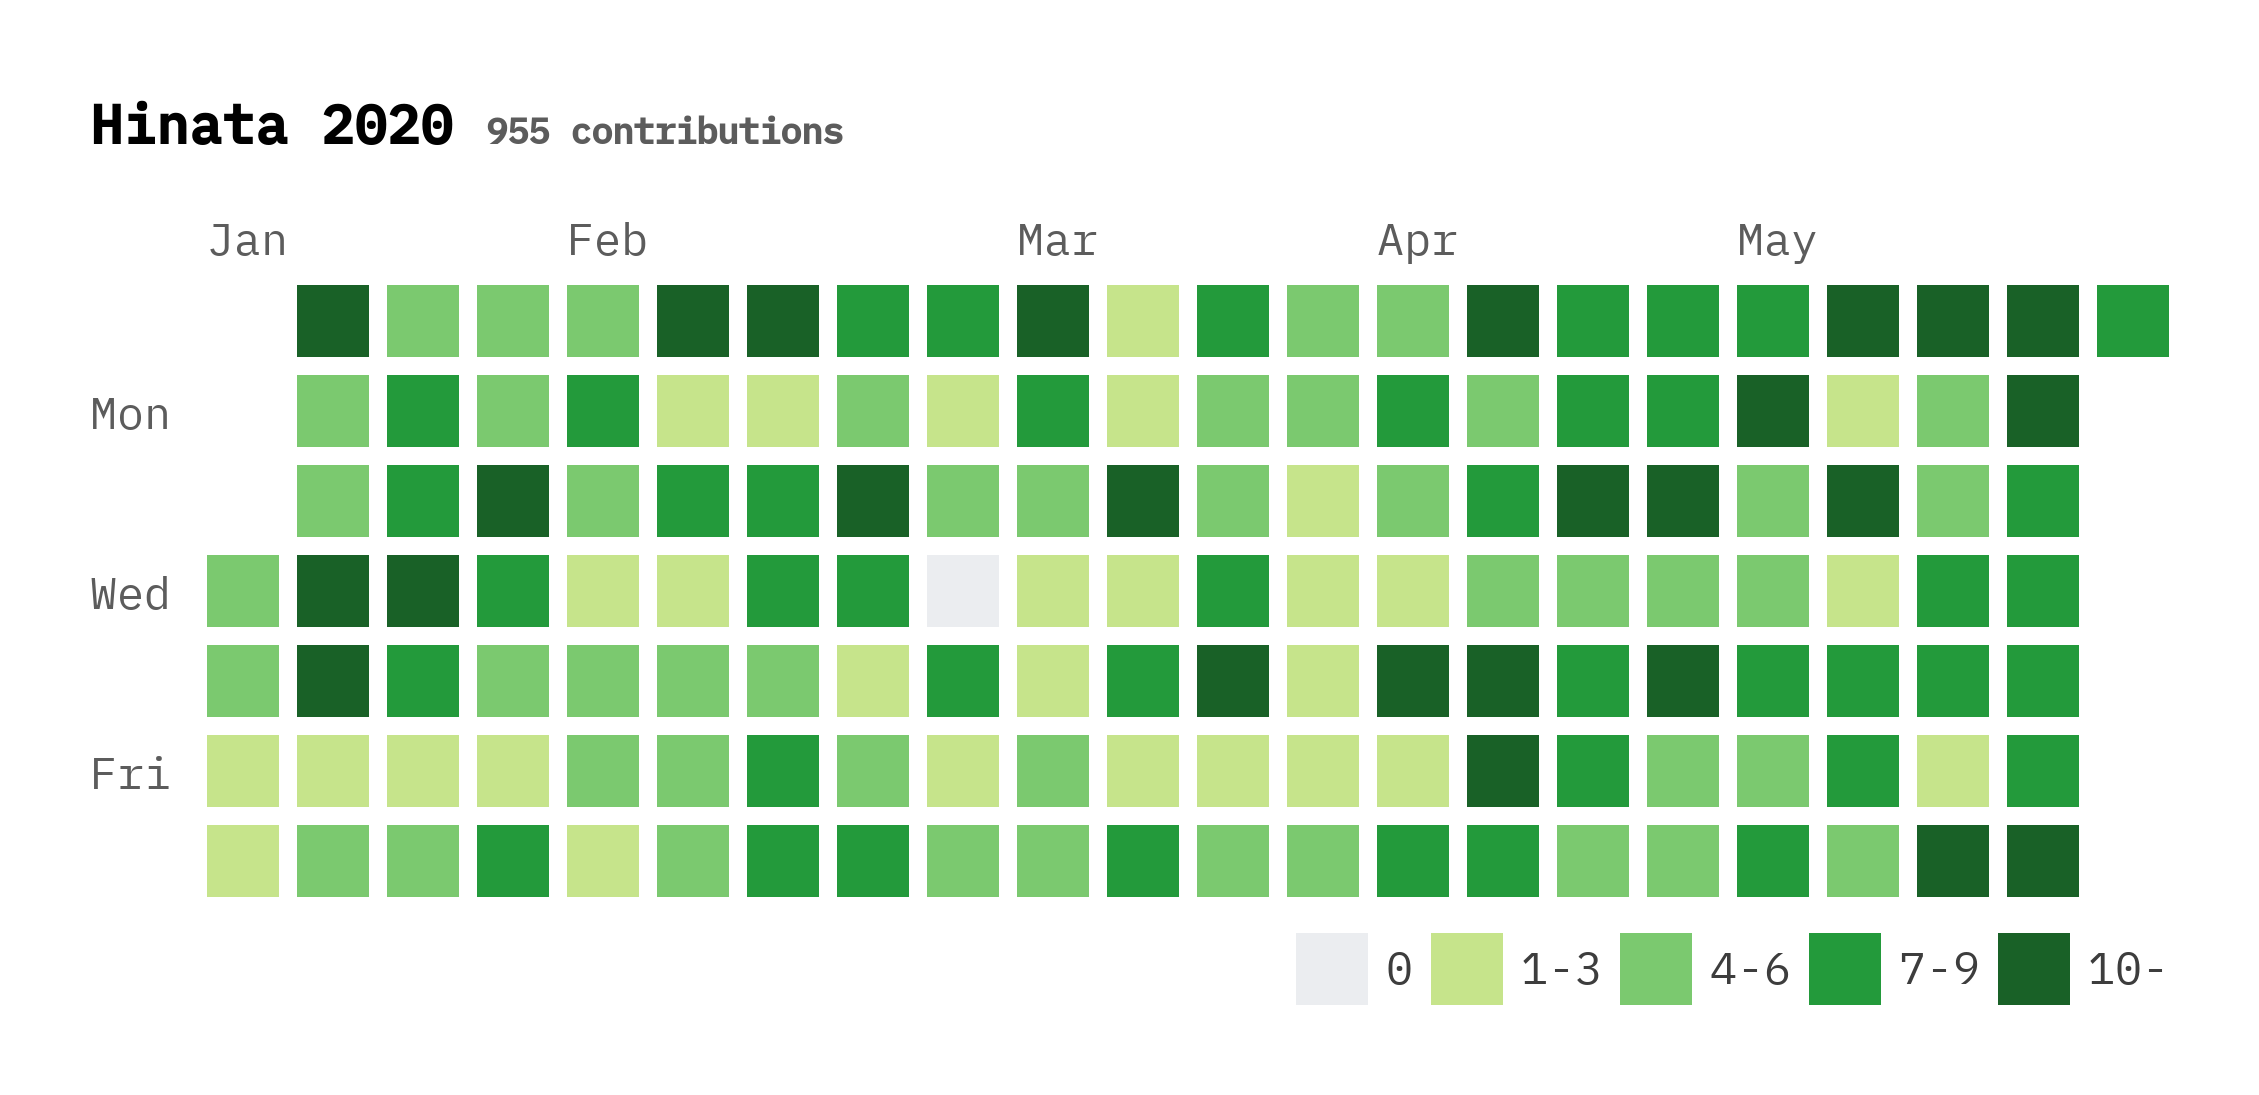 Hinata 2020 955 contributions
Jan Feb Mar Apr May
Mon
Wed
Fri
0 1-3 4-6 7-9 10-